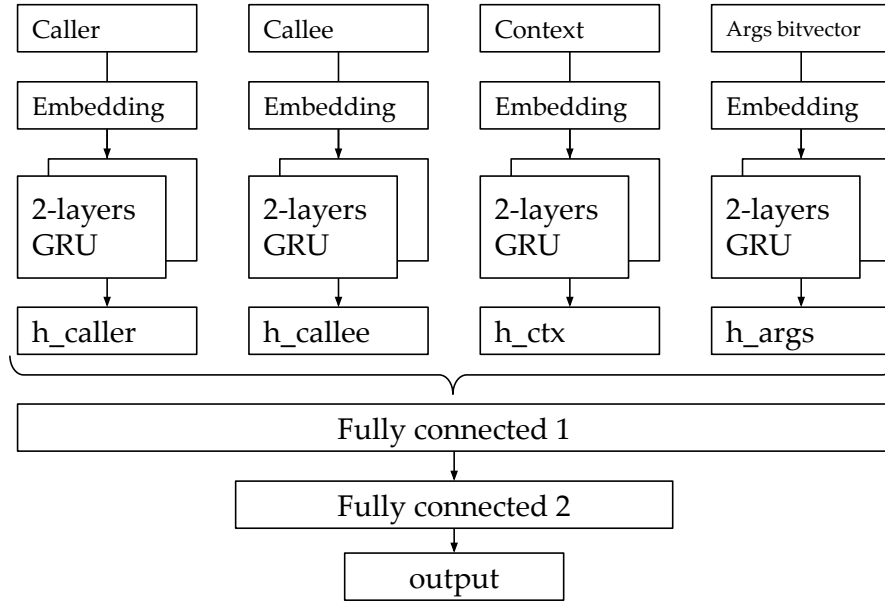 Caller
Callee
Context
Args bitvector
Embedding
Embedding
Embedding
Embedding
2-layers
GRU
2-layers
GRU
2-layers
GRU
2-layers
GRU
h_caller
h_callee
h_ctx
h_args
Fully connected 1
Fully connected 2
output